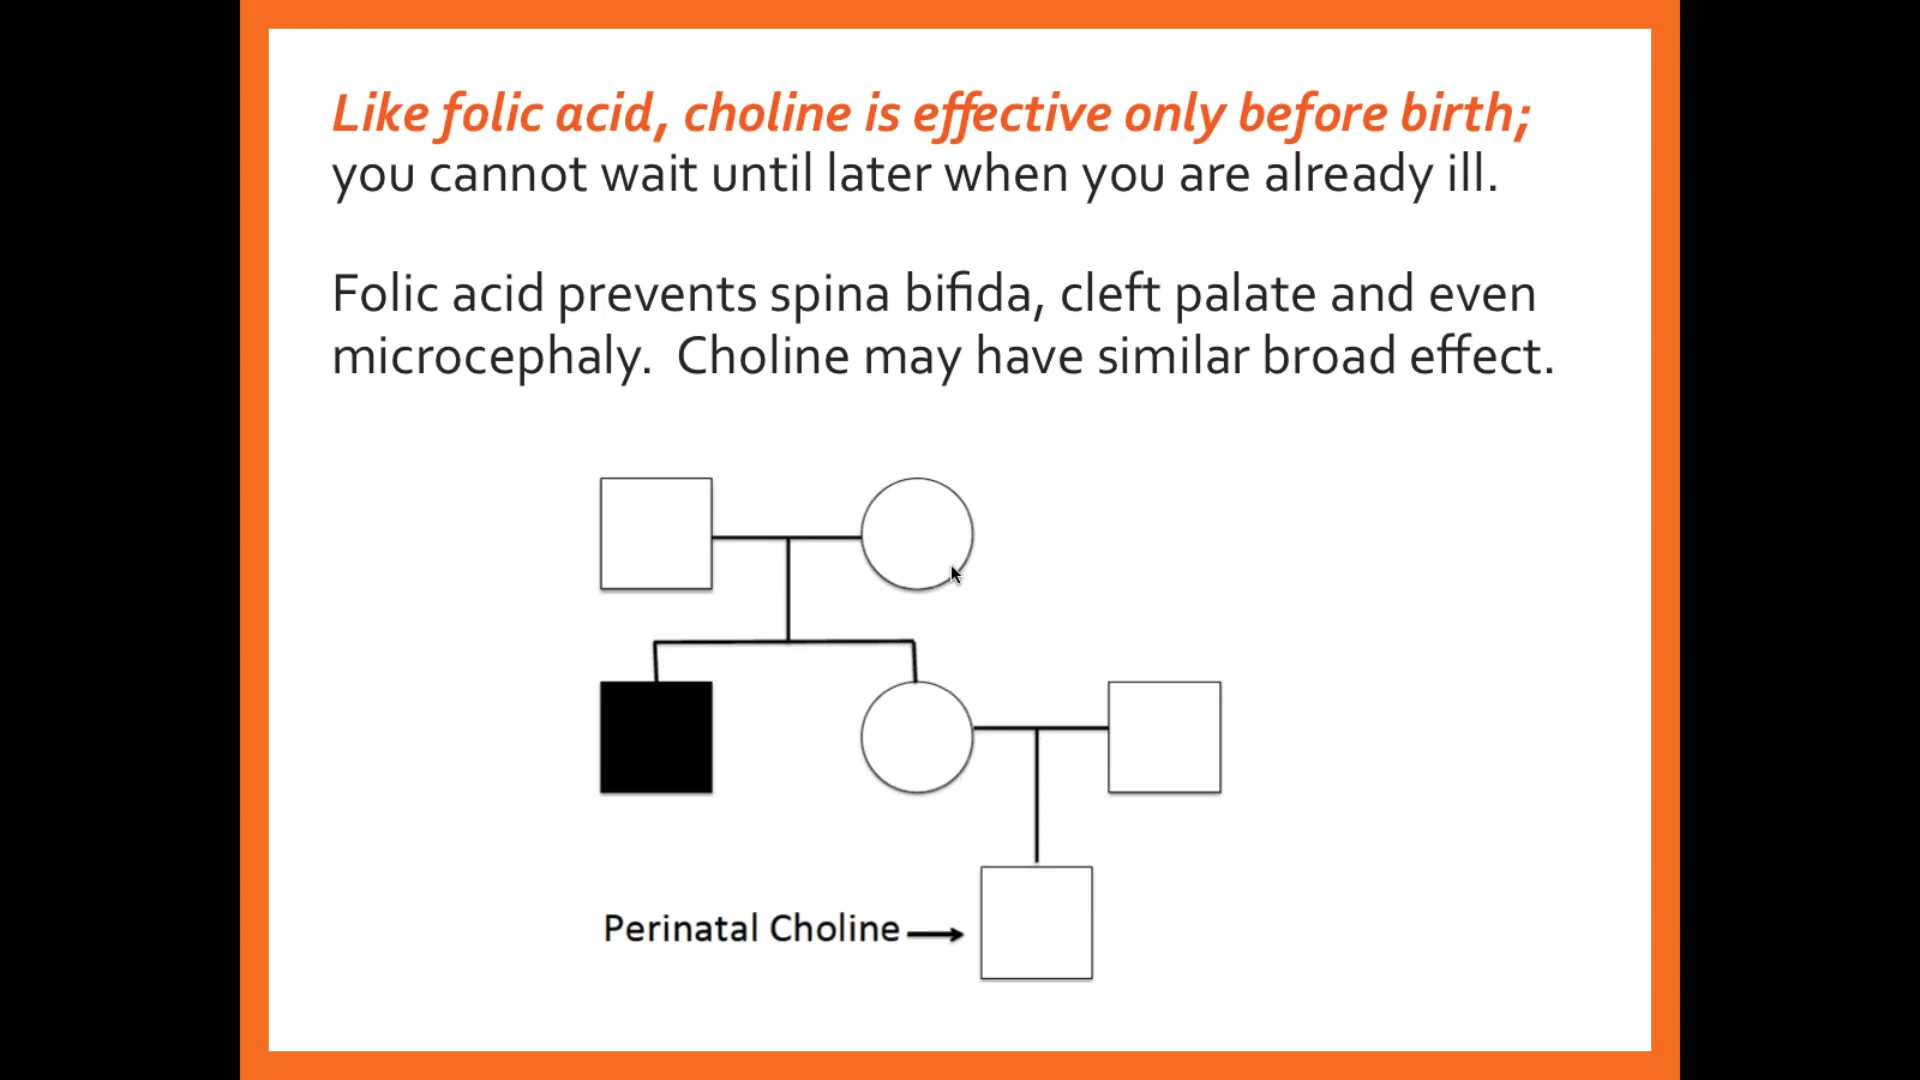 Like folic acid, choline is effective only before birth;
you cannot wait until later when you are already ill.
Folic acid prevents spina bifida, cleft palate and even
microcephaly. Choline may have similar broad effect.
Perinatal Choline